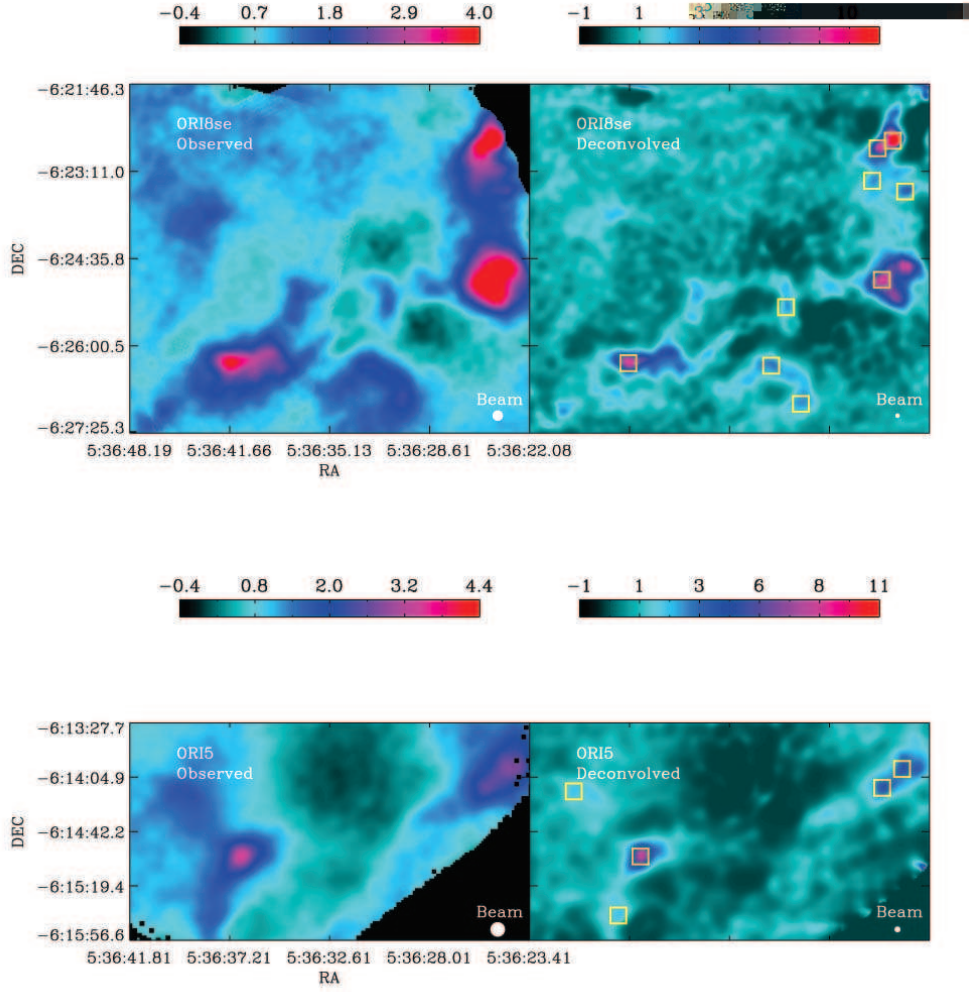 −0.4 0.7 1.8 2.9 4.0 −1 1 10
−6:21:46.3
ORI8se
Observed
ORI8se
Deconvolved
−6:23:11.0
DEC
−6:24:35.8
−6:26:00.5
Beam
Beam
−6:27:25.3
5:36:48.19 5:36:41.66 5:36:35.13 5:36:28.61 5:36:22.08
RA
−0.4 0.8 2.0 3.2 4.4 −1 1 3 6 8 11
−6:13:27.7
ORI5
Observed
ORI5
Deconvolved
−6:14:04.9
DEC
−6:14:42.2
−6:15:19.4
Beam
Beam
−6:15:56.6
5:36:41.81 5:36:37.21 5:36:32.61 5:36:28.01 5:36:23.41
RA